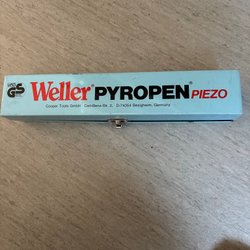 GS
Weller PYROPEN PIEZO
Cooper Tools GmbH · Carl-Benz-Str. 2 · D-74354 Besigheim, Germany